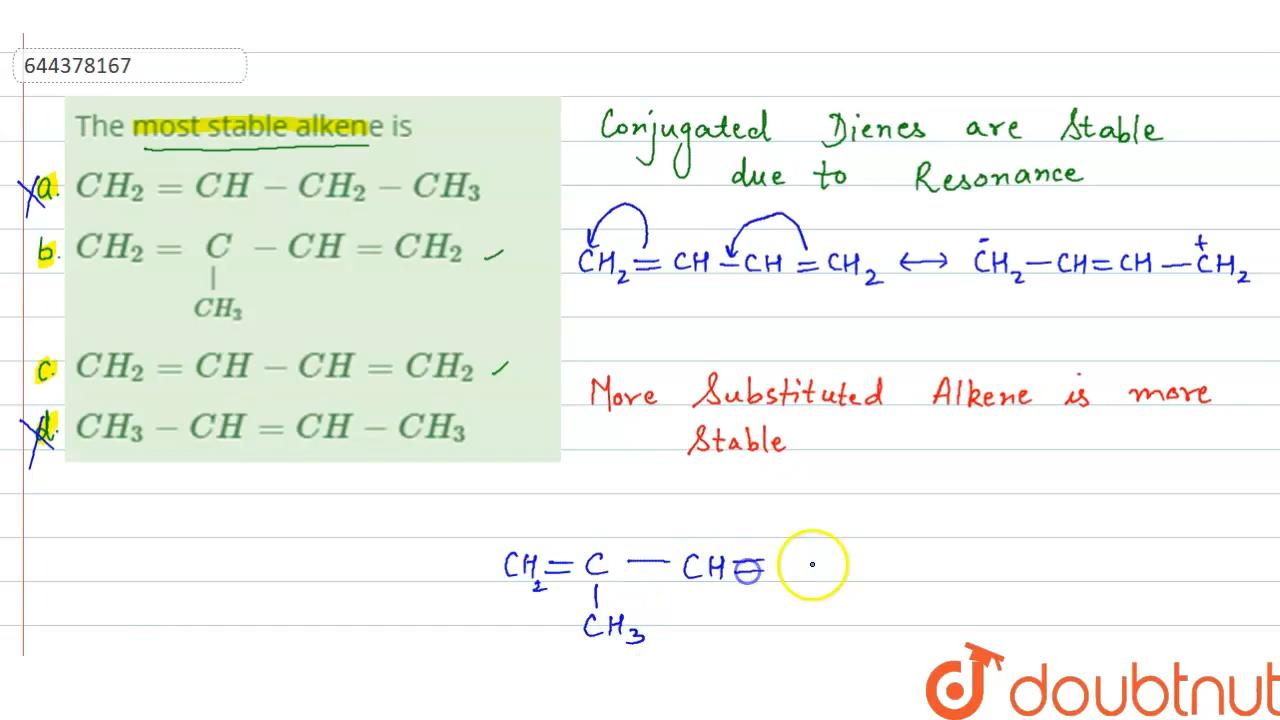 644378167
The most stable alkene is
a. CH₂ = CH − CH₂ − CH₃
b. CH₂ = C − CH = CH₂
|
CH₃
c. CH₂ = CH − CH = CH₂
d. CH₃ − CH = CH − CH₃
Conjugated Dienes are Stable
due to Resonance
CH₂ = CH − CH = CH₂ ↔ C̄H₂ − CH = CH − C⁺H₂
More Substituted Alkene is more
Stable
CH₂ = C − CH =
|
CH₃
doubtnut